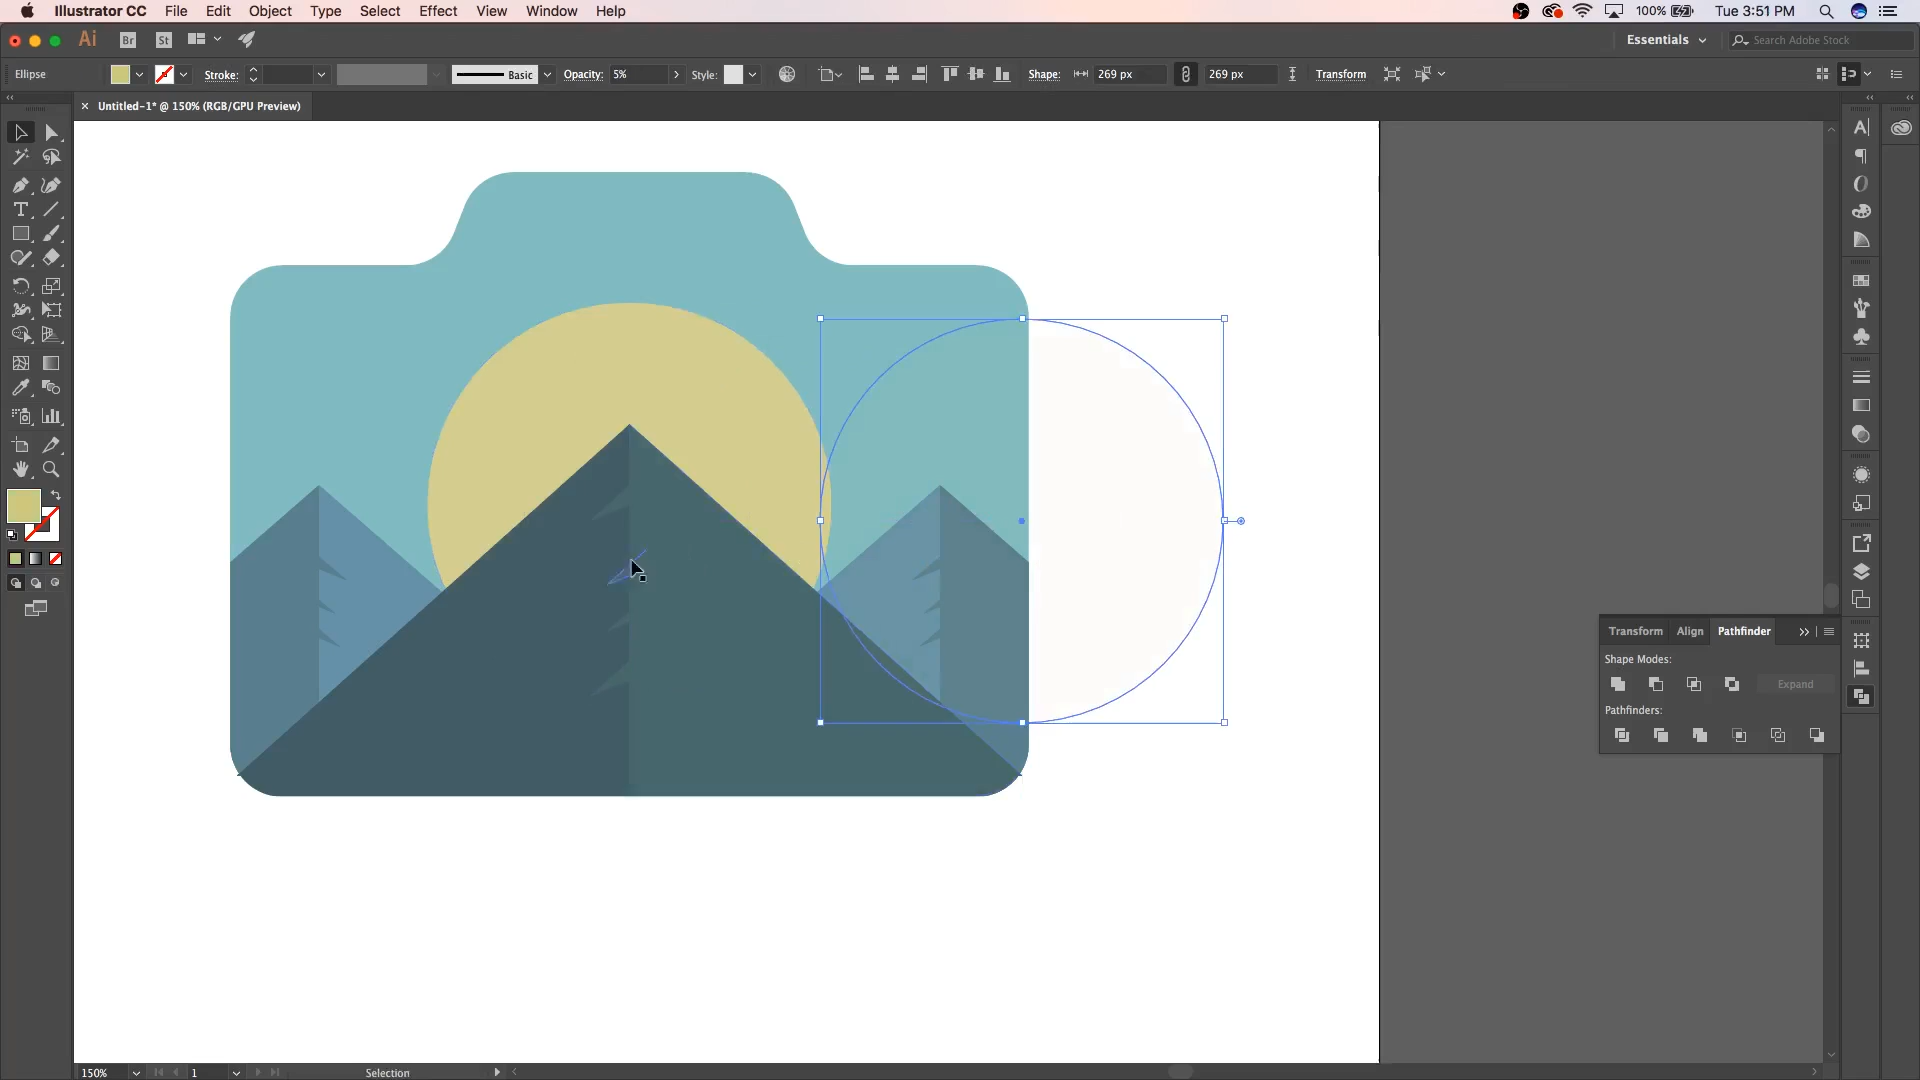 Illustrator CC File Edit Object Type Select Effect View Window Help 100% Tue 3:51 PM
Ai Br St Essentials Search Adobe Stock
Ellipse Stroke: Basic Opacity: 5% Style: Shape: 269 px 269 px Transform
× Untitled-1* @ 150% (RGB/GPU Preview)
Transform Align Pathfinder
Shape Modes:
Expand
Pathfinders:
150% 1 Selection